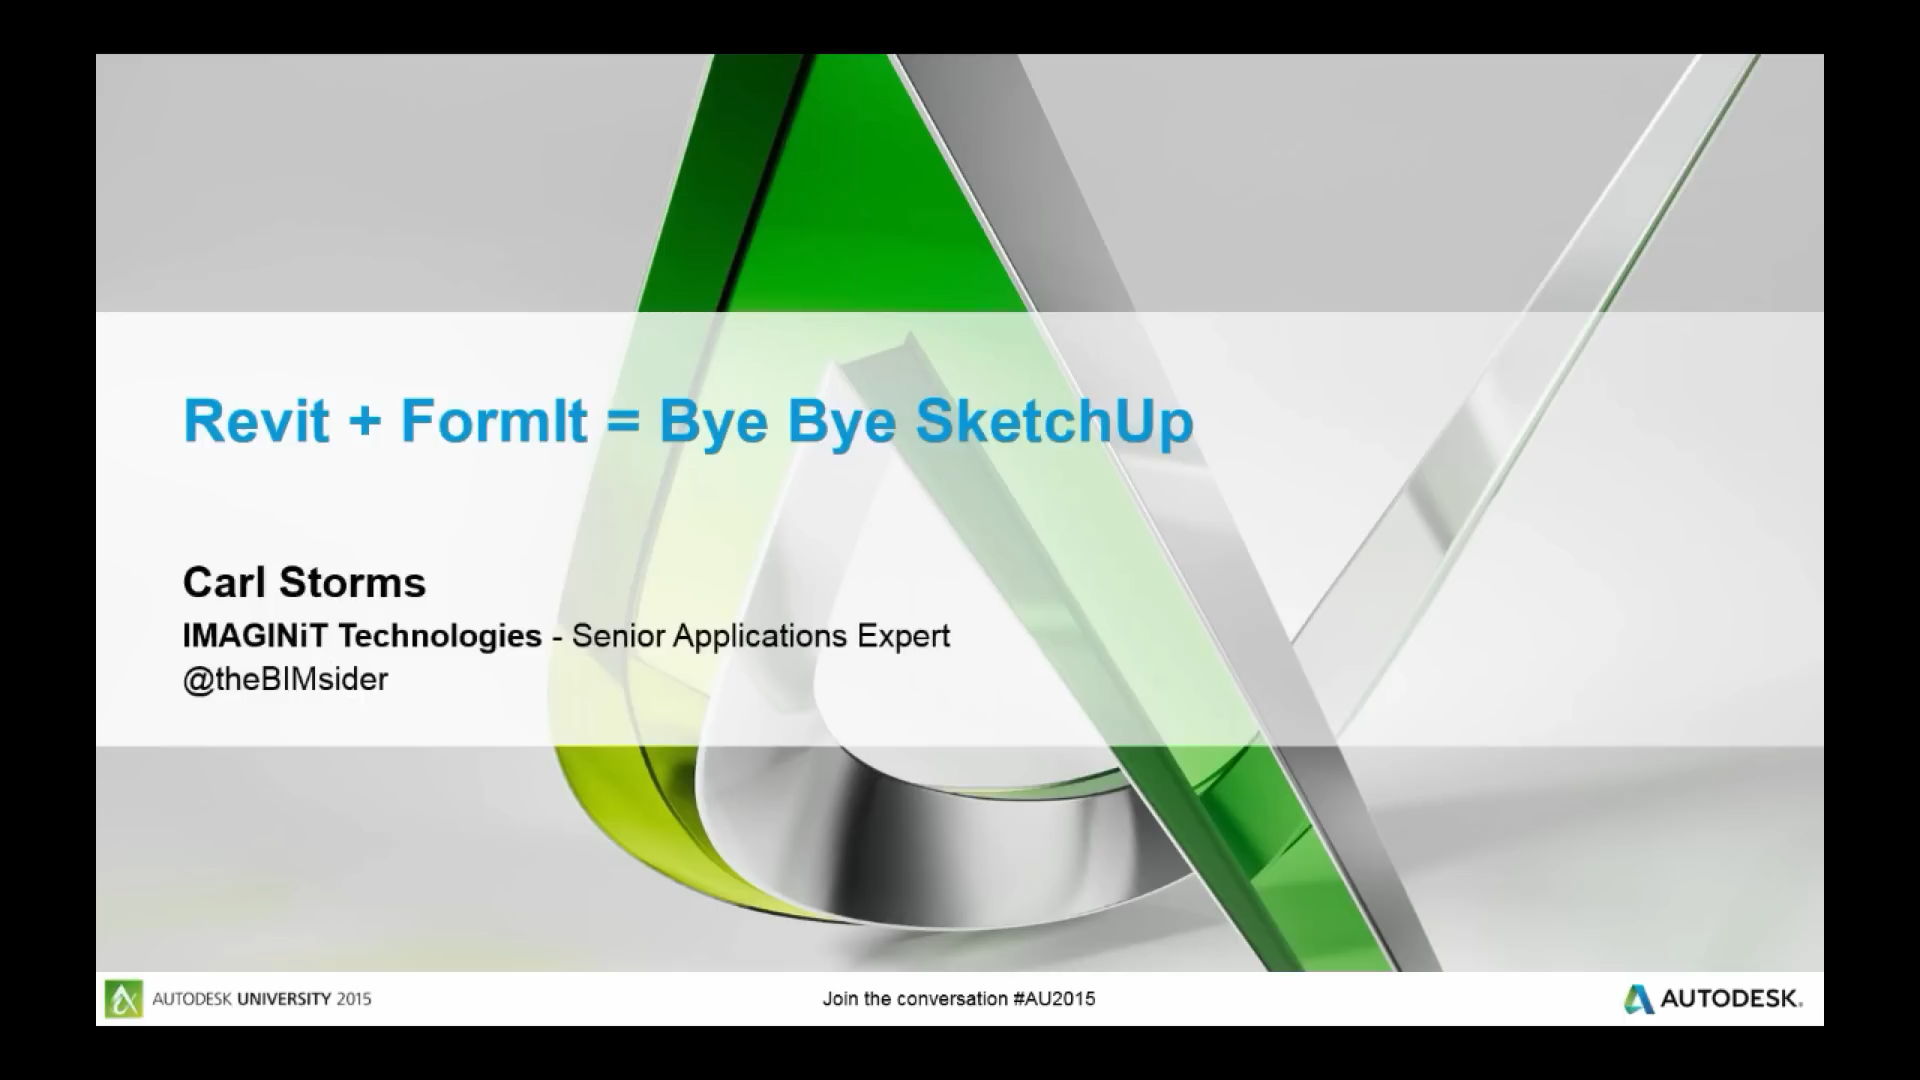 Revit + FormIt = Bye Bye SketchUp
Carl Storms
IMAGINiT Technologies - Senior Applications Expert
@theBIMsider
AUTODESK UNIVERSITY 2015
Join the conversation #AU2015
AUTODESK.